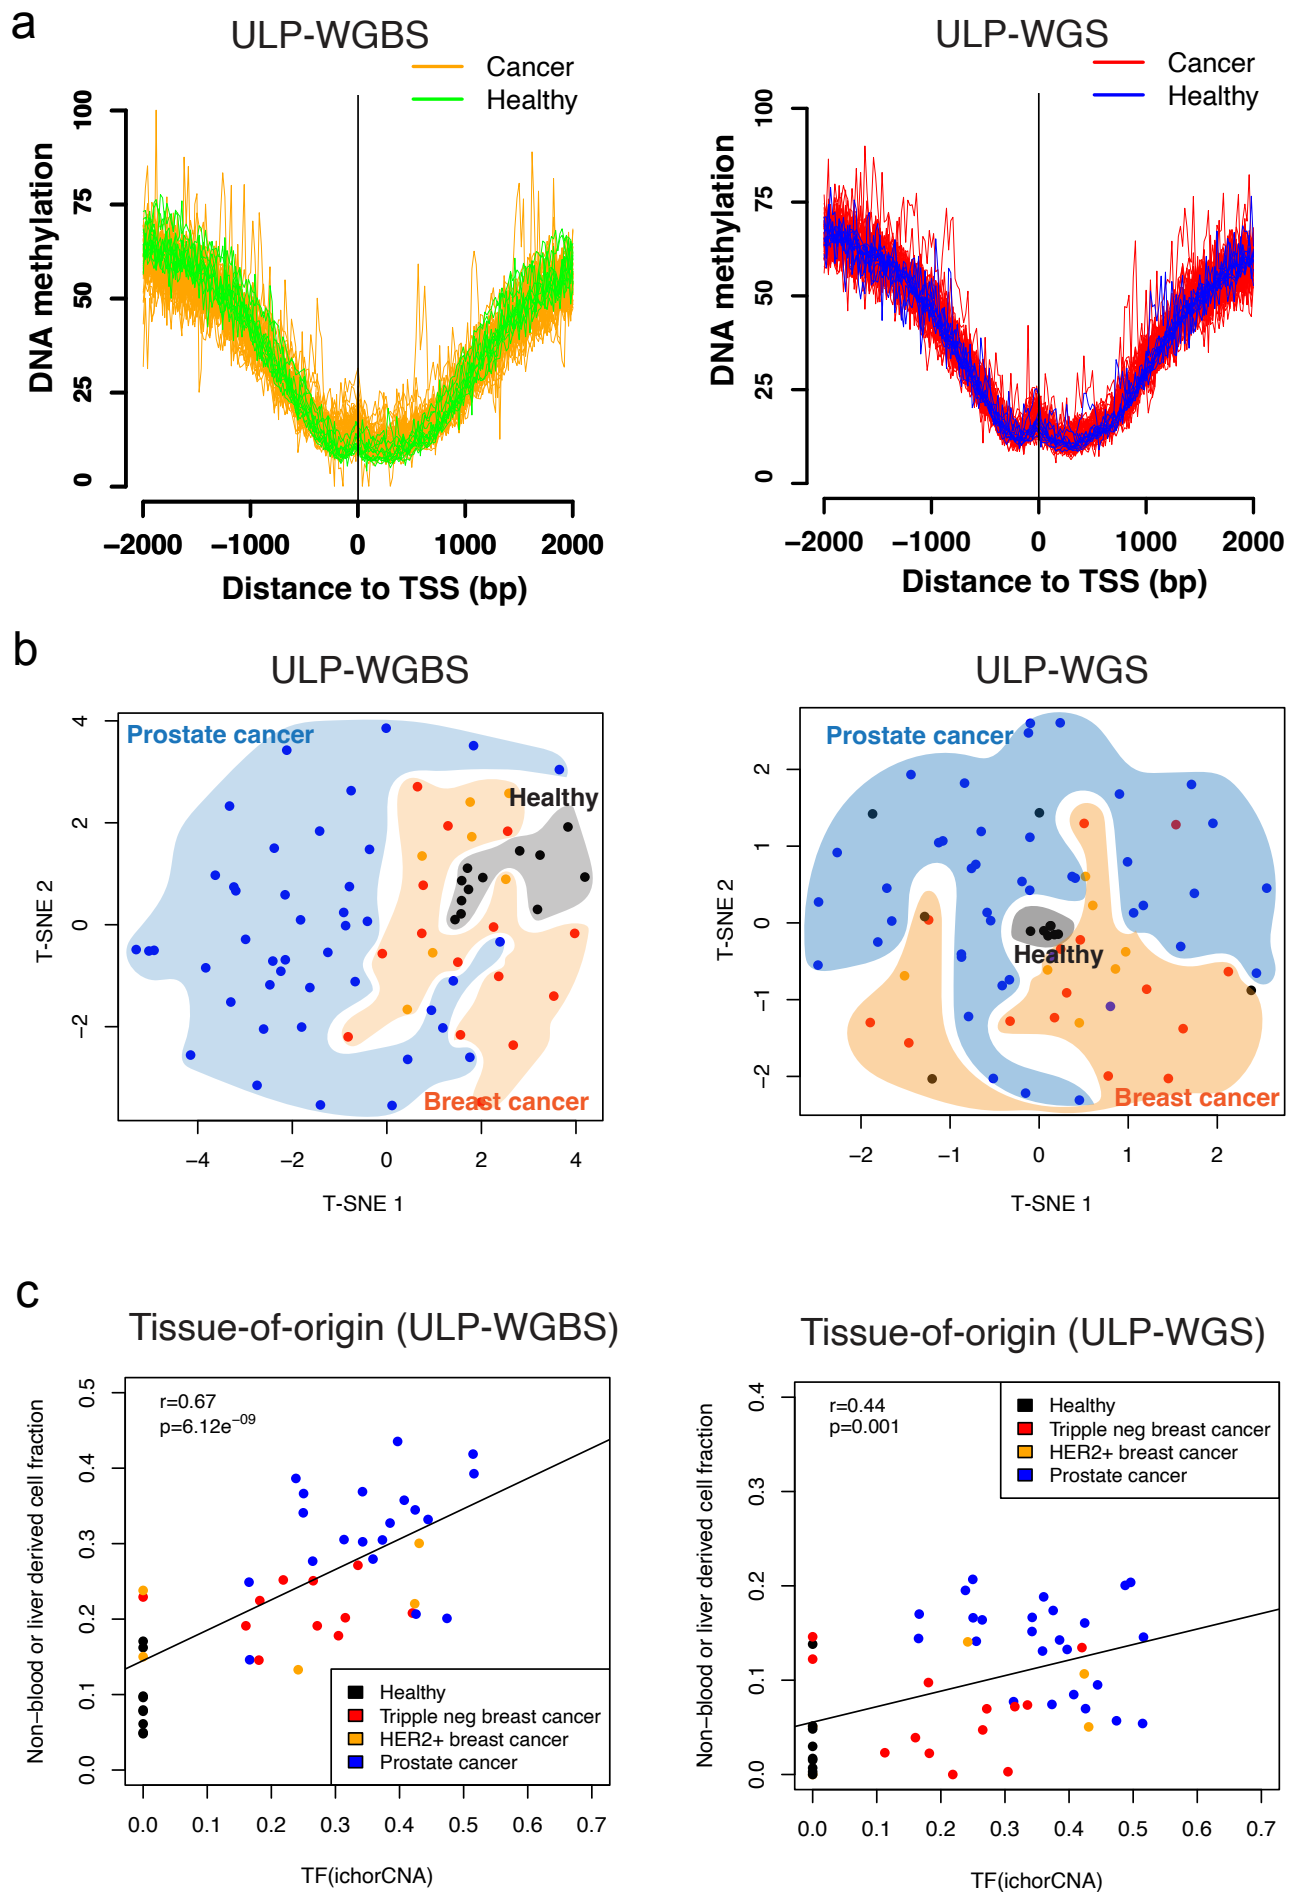 a
ULP-WGBS
Cancer
Healthy
DNA methylation
100
75
50
25
0
−2000 −1000 0 1000 2000
Distance to TSS (bp)
ULP-WGS
Cancer
Healthy
DNA methylation
100
75
50
25
0
−2000 −1000 0 1000 2000
Distance to TSS (bp)
b
ULP-WGBS
Prostate cancer
Healthy
Breast cancer
T-SNE 2
4
2
0
−2
−4 −2 0 2 4
T-SNE 1
ULP-WGS
Prostate cancer
Healthy
Breast cancer
T-SNE 2
2
1
0
−1
−2
−2 −1 0 1 2
T-SNE 1
c
Tissue-of-origin (ULP-WGBS)
r=0.67
p=6.12e−09
Non−blood or liver derived cell fraction
0.5
0.4
0.3
0.2
0.1
0.0
Healthy
Tripple neg breast cancer
HER2+ breast cancer
Prostate cancer
0.0 0.1 0.2 0.3 0.4 0.5 0.6 0.7
TF(ichorCNA)
Tissue-of-origin (ULP-WGS)
r=0.44
p=0.001
Healthy
Tripple neg breast cancer
HER2+ breast cancer
Prostate cancer
Non−blood or liver derived cell fraction
0.4
0.3
0.2
0.1
0.0
0.0 0.1 0.2 0.3 0.4 0.5 0.6 0.7
TF(ichorCNA)